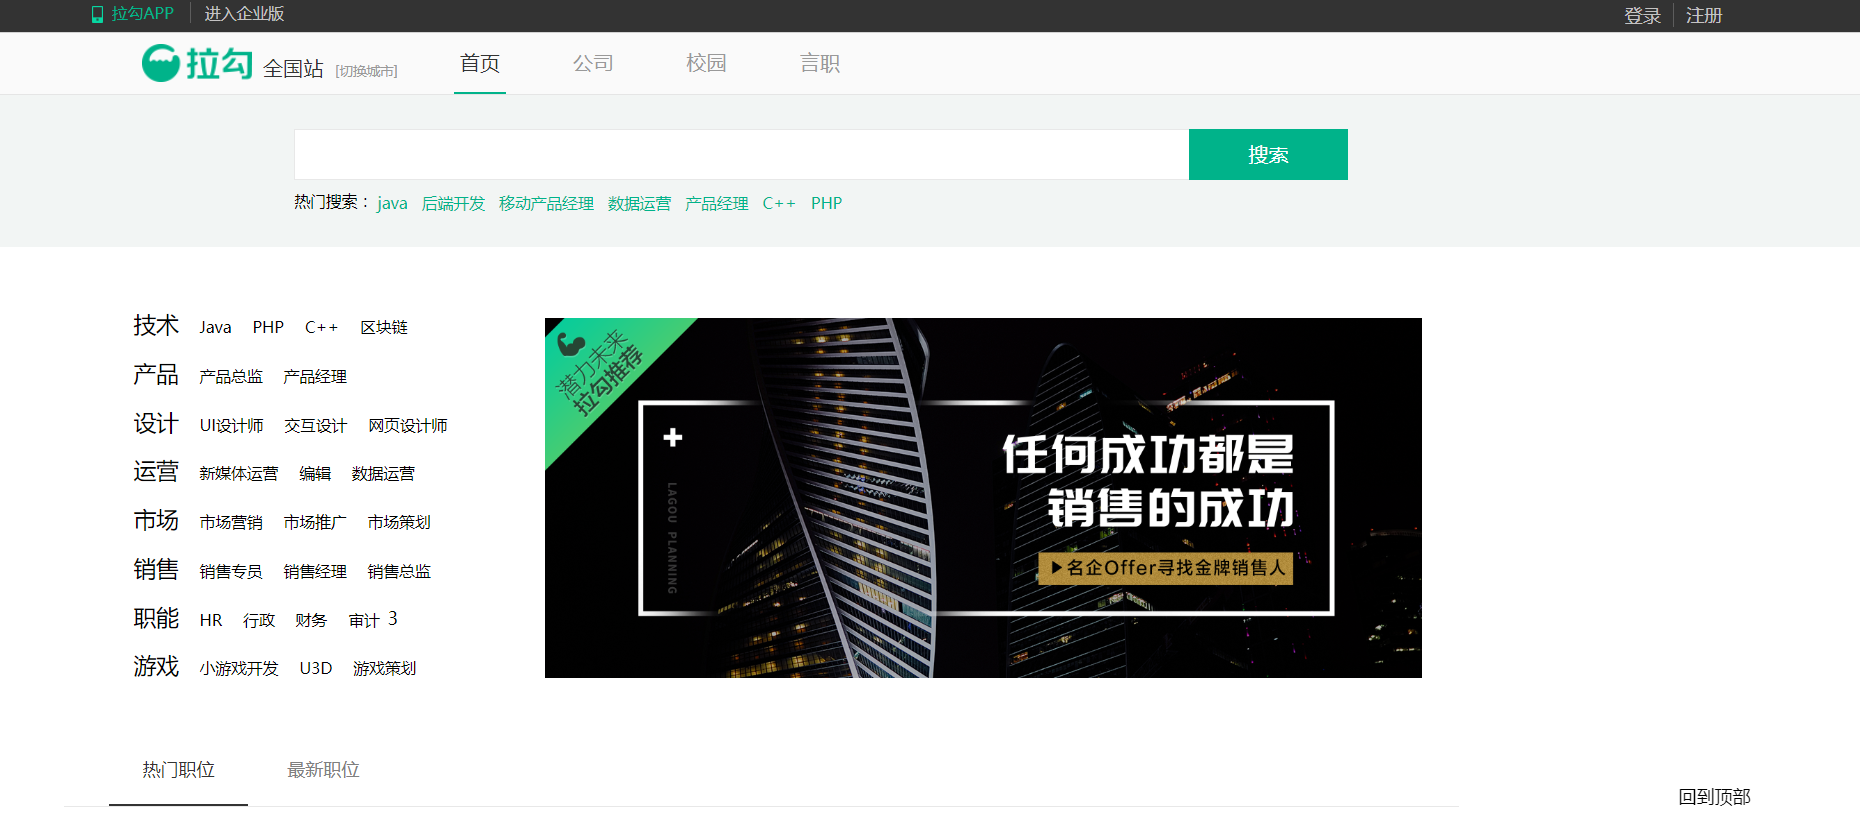 拉勾APP 进入企业版 登录 注册
拉勾 全国站 [切换城市] 首页 公司 校园 言职
搜索
热门搜索： java 后端开发 移动产品经理 数据运营 产品经理 C++ PHP
技术 Java PHP C++ 区块链
产品 产品总监 产品经理
设计 UI设计师 交互设计 网页设计师
运营 新媒体运营 编辑 数据运营
市场 市场营销 市场推广 市场策划
销售 销售专员 销售经理 销售总监
职能 HR 行政 财务 审计 3
游戏 小游戏开发 U3D 游戏策划
潜力未来
拉勾推荐
LAGOU PLANNING
任何成功都是
销售的成功
名企Offer寻找金牌销售人
热门职位 最新职位
回到顶部